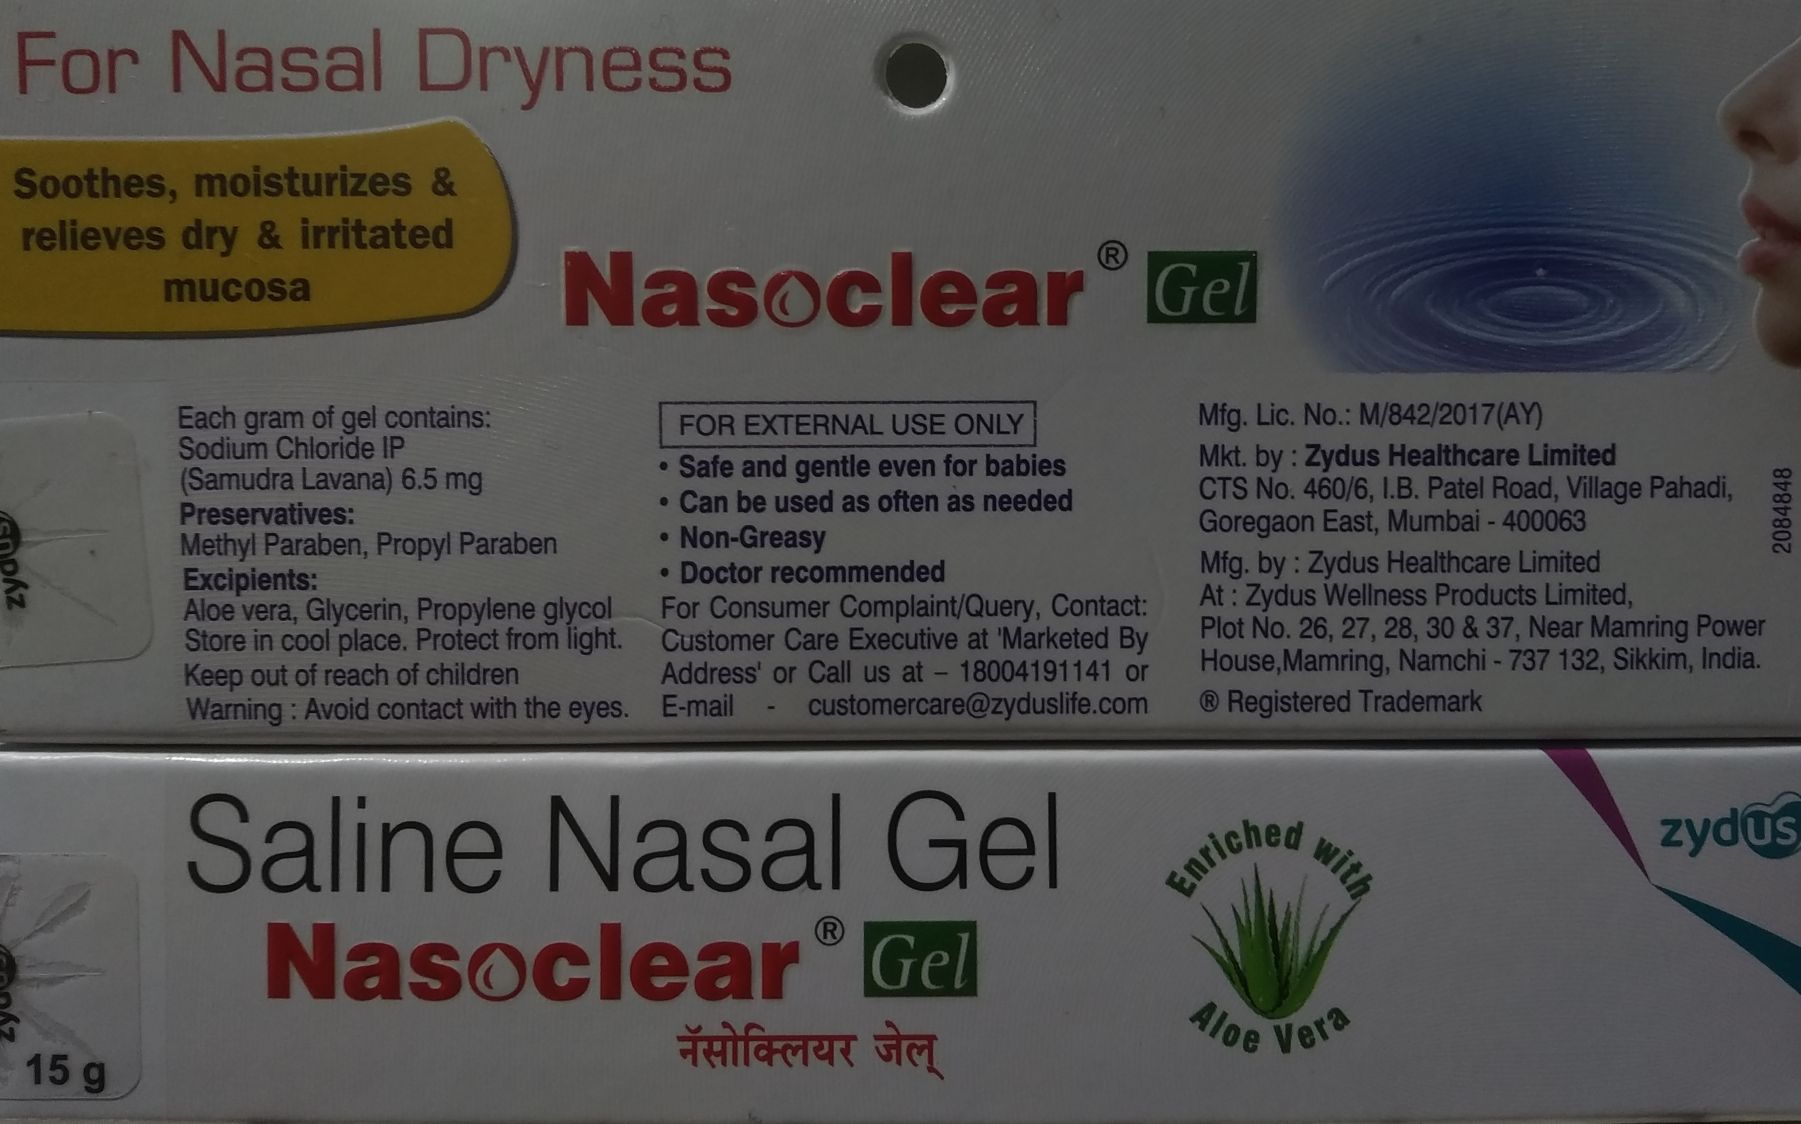 For Nasal Dryness
Soothes, moisturizes &
relieves dry & irritated
mucosa
Nasoclear® Gel
Each gram of gel contains:
Sodium Chloride IP
(Samudra Lavana) 6.5 mg
Preservatives:
Methyl Paraben, Propyl Paraben
Excipients:
Aloe vera, Glycerin, Propylene glycol
Store in cool place. Protect from light.
Keep out of reach of children
Warning : Avoid contact with the eyes.
FOR EXTERNAL USE ONLY
• Safe and gentle even for babies
• Can be used as often as needed
• Non-Greasy
• Doctor recommended
For Consumer Complaint/Query, Contact:
Customer Care Executive at 'Marketed By
Address' or Call us at – 18004191141 or
E-mail - customercare@zyduslife.com
Mfg. Lic. No.: M/842/2017(AY)
Mkt. by : Zydus Healthcare Limited
CTS No. 460/6, I.B. Patel Road, Village Pahadi,
Goregaon East, Mumbai - 400063
Mfg. by : Zydus Healthcare Limited
At : Zydus Wellness Products Limited,
Plot No. 26, 27, 28, 30 & 37, Near Mamring Power
House,Mamring, Namchi - 737 132, Sikkim, India.
® Registered Trademark
2084848
zydus
Saline Nasal Gel
Nasoclear® Gel
नॅसोक्लियर जेल्
Enriched with
Aloe Vera
zydus
zydus
15 g